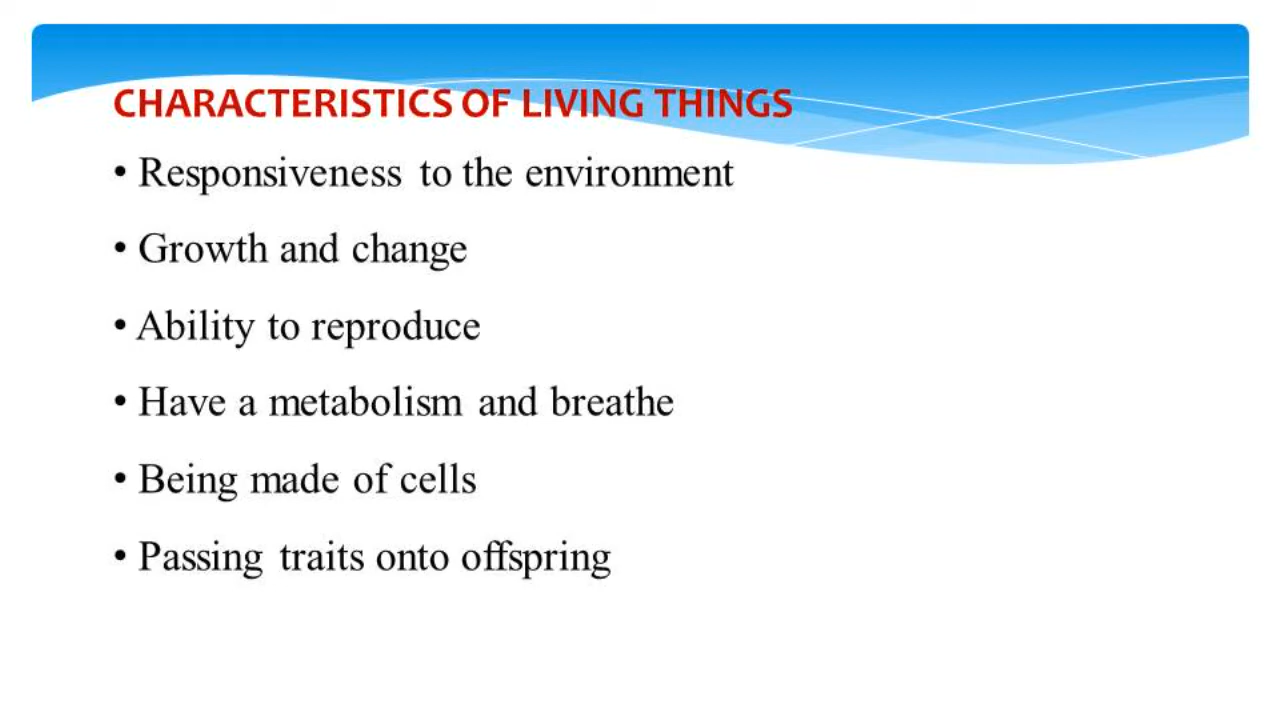 CHARACTERISTICS OF LIVING THINGS
• Responsiveness to the environment
• Growth and change
• Ability to reproduce
• Have a metabolism and breathe
• Being made of cells
• Passing traits onto offspring